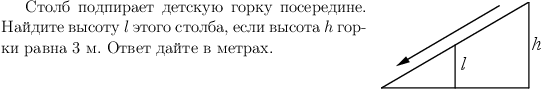 Столб подпирает детскую горку посередине.
Найдите высоту l этого столба, если высота h гор-
ки равна 3 м. Ответ дайте в метрах.
h
l